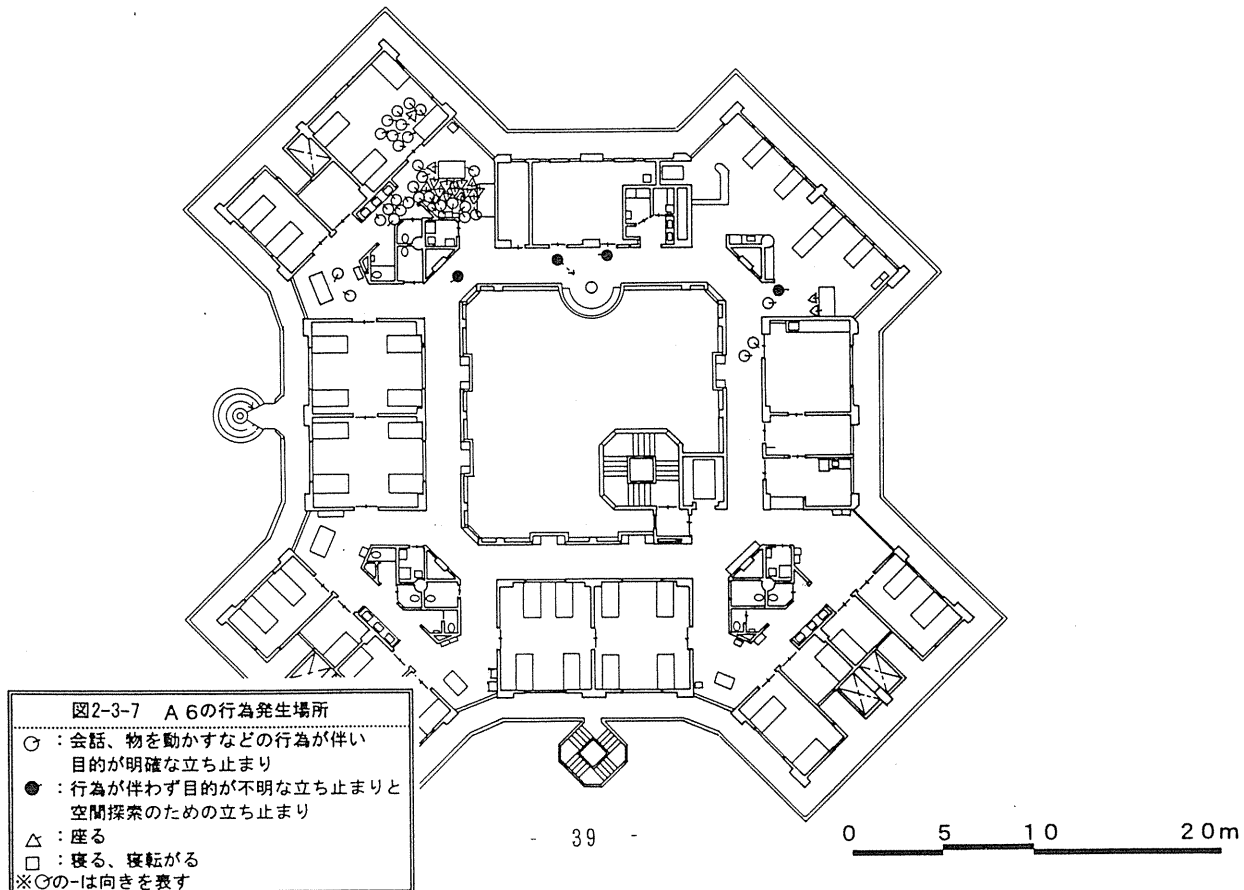 図2-3-7 A6の行為発生場所
：会話、物を動かすなどの行為が伴い
目的が明確な立ち止まり
：行為が伴わず目的が不明な立ち止まりと
空間探索のための立ち止まり
：座る
：寝る、寝転がる
※の-は向きを表す
- 39 -
0 5 10 20m